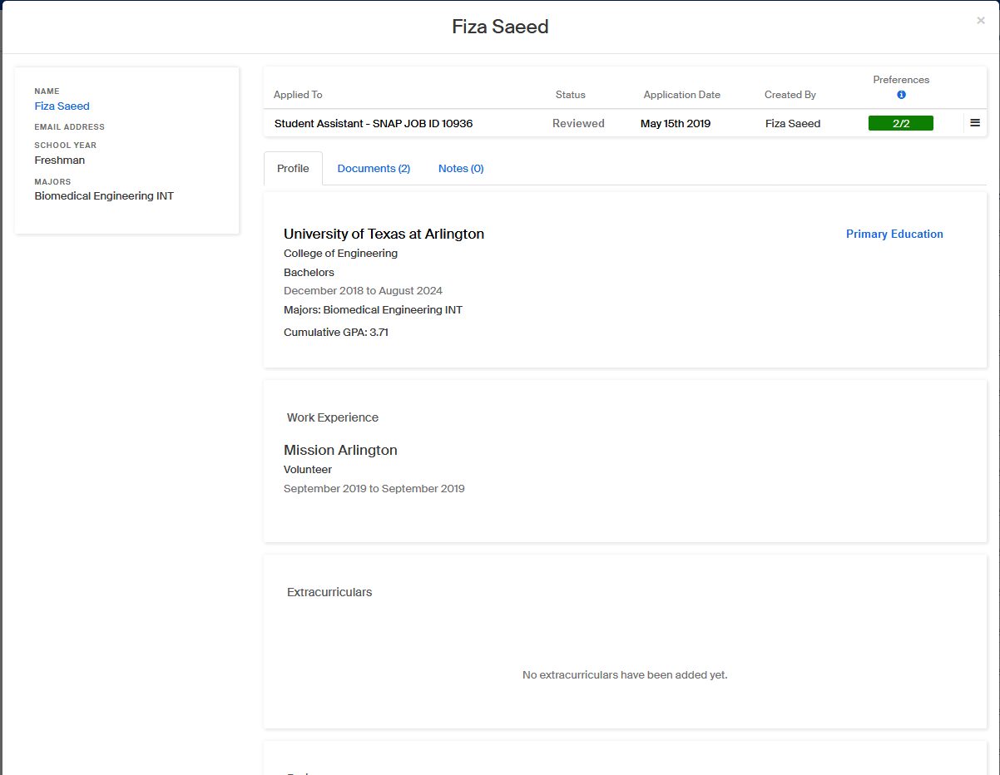 Fiza Saeed
×
NAME
Fiza Saeed
EMAIL ADDRESS
SCHOOL YEAR
Freshman
MAJORS
Biomedical Engineering INT
Applied To Status Application Date Created By Preferences
Student Assistant - SNAP JOB ID 10936 Reviewed May 15th 2019 Fiza Saeed 2/2
Profile Documents (2) Notes (0)
University of Texas at Arlington Primary Education
College of Engineering
Bachelors
December 2018 to August 2024
Majors: Biomedical Engineering INT
Cumulative GPA: 3.71
Work Experience
Mission Arlington
Volunteer
September 2019 to September 2019
Extracurriculars
No extracurriculars have been added yet.